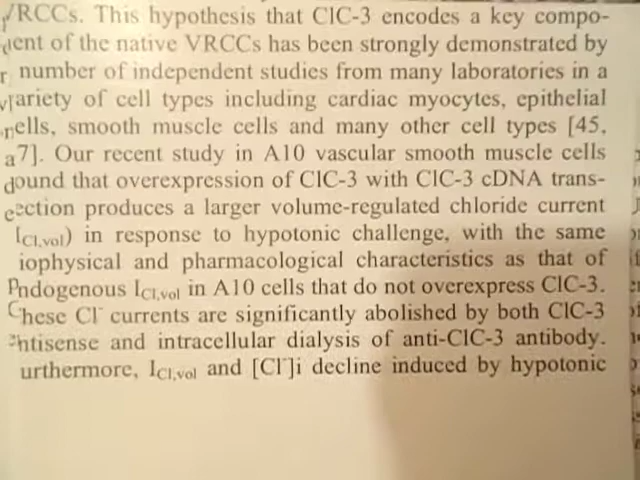 VRCCs. This hypothesis that ClC-3 encodes a key compo-
of the native VRCCs has been strongly demonstrated by
number of independent studies from many laboratories in a
variety of cell types including cardiac myocytes, epithelial
cells, smooth muscle cells and many other cell types [45,
47]. Our recent study in A10 vascular smooth muscle cells
found that overexpression of ClC-3 with ClC-3 cDNA trans-
fection produces a larger volume-regulated chloride current
(ICl,vol) in response to hypotonic challenge, with the same
iophysical and pharmacological characteristics as that of
endogenous ICl,vol in A10 cells that do not overexpress ClC-3.
These Cl⁻ currents are significantly abolished by both ClC-3
antisense and intracellular dialysis of anti-ClC-3 antibody.
urthermore, ICl,vol and [Cl⁻]i decline induced by hypotonic